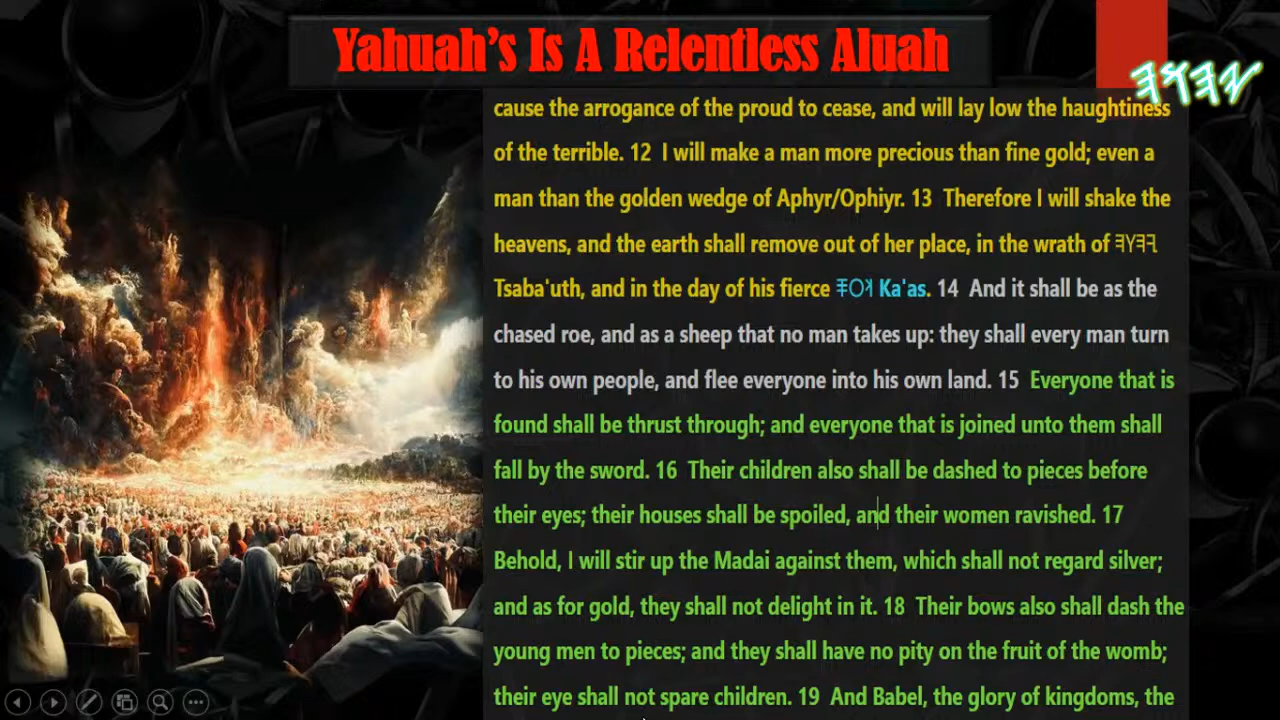 Yahuah's Is A Relentless Aluah
𐤉𐤄𐤅𐤄
cause the arrogance of the proud to cease, and will lay low the haughtiness
of the terrible. 12 I will make a man more precious than fine gold; even a
man than the golden wedge of Aphyr/Ophiyr. 13 Therefore I will shake the
heavens, and the earth shall remove out of her place, in the wrath of 𐤉𐤄𐤅𐤄
Tsaba'uth, and in the day of his fierce 𐤊𐤏𐤎 Ka'as. 14 And it shall be as the
chased roe, and as a sheep that no man takes up: they shall every man turn
to his own people, and flee everyone into his own land. 15 Everyone that is
found shall be thrust through; and everyone that is joined unto them shall
fall by the sword. 16 Their children also shall be dashed to pieces before
their eyes; their houses shall be spoiled, and their women ravished. 17
Behold, I will stir up the Madai against them, which shall not regard silver;
and as for gold, they shall not delight in it. 18 Their bows also shall dash the
young men to pieces; and they shall have no pity on the fruit of the womb;
their eye shall not spare children. 19 And Babel, the glory of kingdoms, the